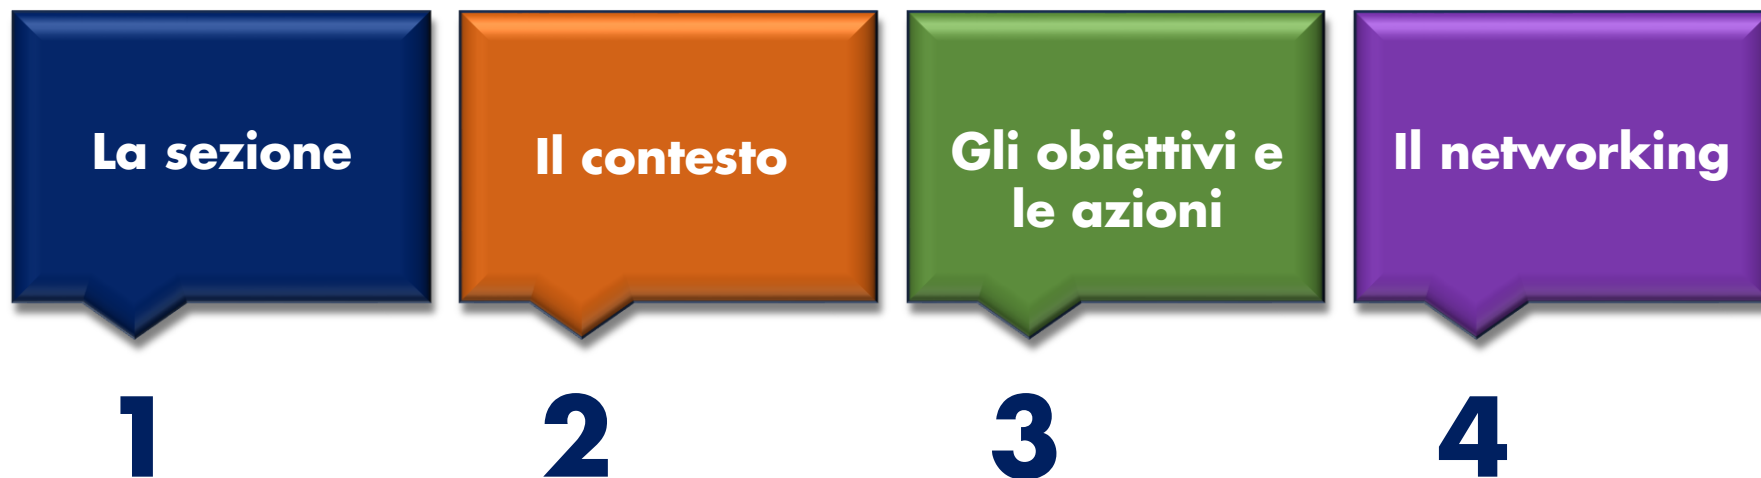 La sezione
Il contesto
Gli obiettivi e
le azioni
Il networking
1
2
3
4